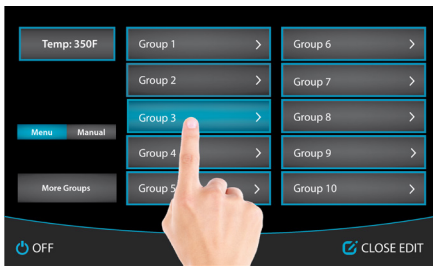 Temp: 350F
Group 1
Group 6
Group 2
Group 7
Group 3
Group 8
Menu
Manual
Group 4
Group 9
More Groups
Group 5
Group 10
OFF
CLOSE EDIT